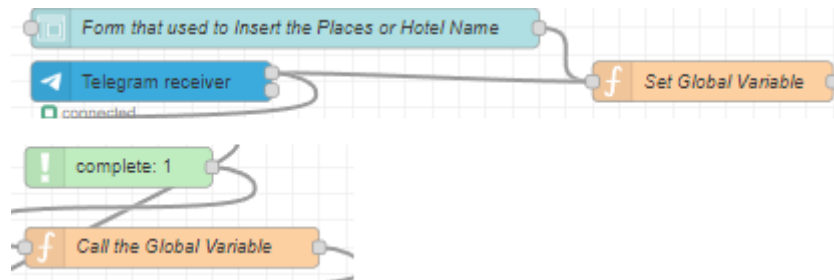 Form that used to Insert the Places or Hotel Name
Telegram receiver
Set Global Variable
connected
complete: 1
Call the Global Variable